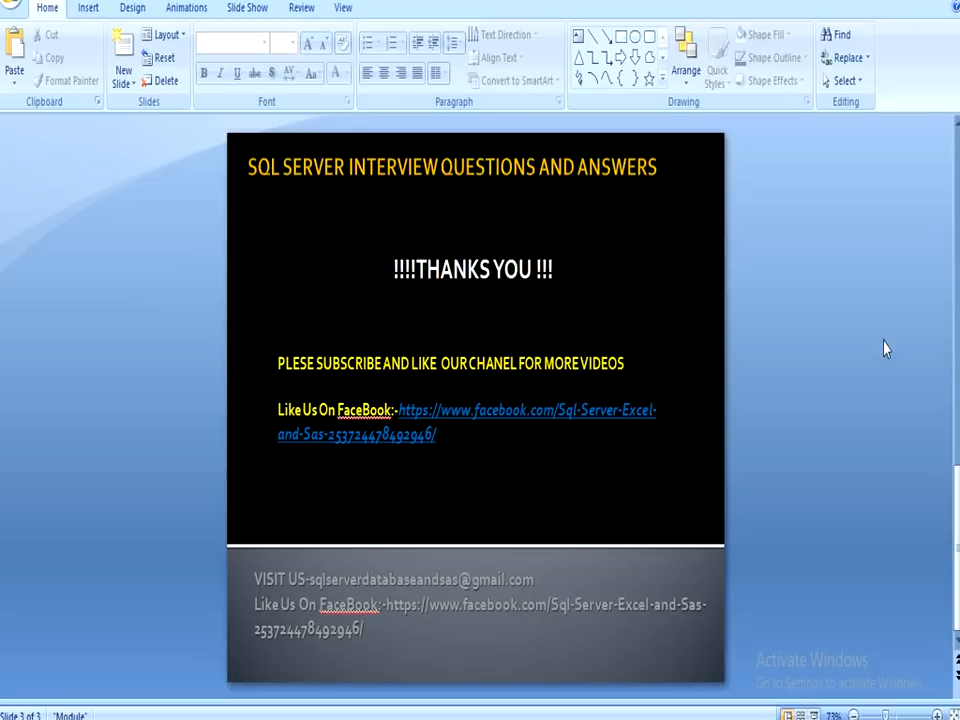 Home Insert Design Animations Slide Show Review View
Cut Layout Text Direction Shape Fill Find
Copy Reset Align Text Shape Outline Replace
Paste Format Painter New Slide Delete Convert to SmartArt Arrange Quick Styles Shape Effects Select
Clipboard Slides Font Paragraph Drawing Editing
SQL SERVER INTERVIEW QUESTIONS AND ANSWERS
!!!!THANKS YOU !!!
PLESE SUBSCRIBE AND LIKE OUR CHANEL FOR MORE VIDEOS
Like Us On FaceBook:-https://www.facebook.com/Sql-Server-Excel-
and-Sas-253724478492946/
VISIT US-sqlserverdatabaseandsas@gmail.com
Like Us On FaceBook:-https://www.facebook.com/Sql-Server-Excel-and-Sas-
253724478492946/
Activate Windows
Go to Settings to activate Windows.
Slide 3 of 3 "Module" 73%